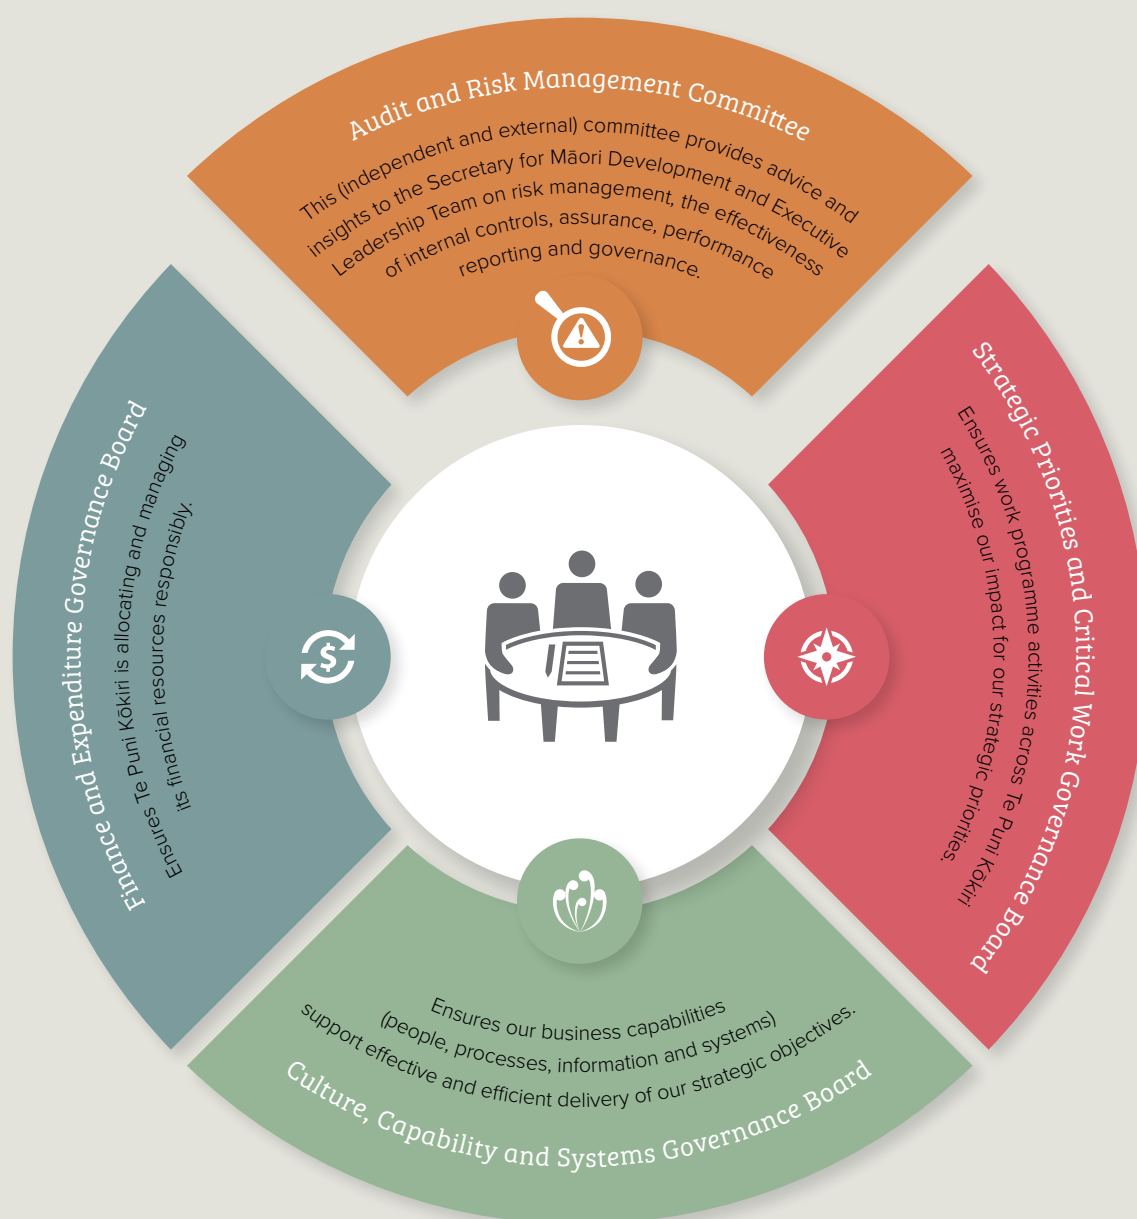 Audit and Risk Management Committee
This (independent and external) committee provides advice and
insights to the Secretary for Māori Development and Executive
Leadership Team on risk management, the effectiveness
of internal controls, assurance, performance
reporting and governance.
Strategic Priorities and Critical Work Governance Board
Ensures work programme activities across Te Puni Kōkiri
maximise our impact for our strategic priorities.
Ensures our business capabilities
(people, processes, information and systems)
support effective and efficient delivery of our strategic objectives.
Culture, Capability and Systems Governance Board
Finance and Expenditure Governance Board
Ensures Te Puni Kōkiri is allocating and managing
its financial resources responsibly.
$